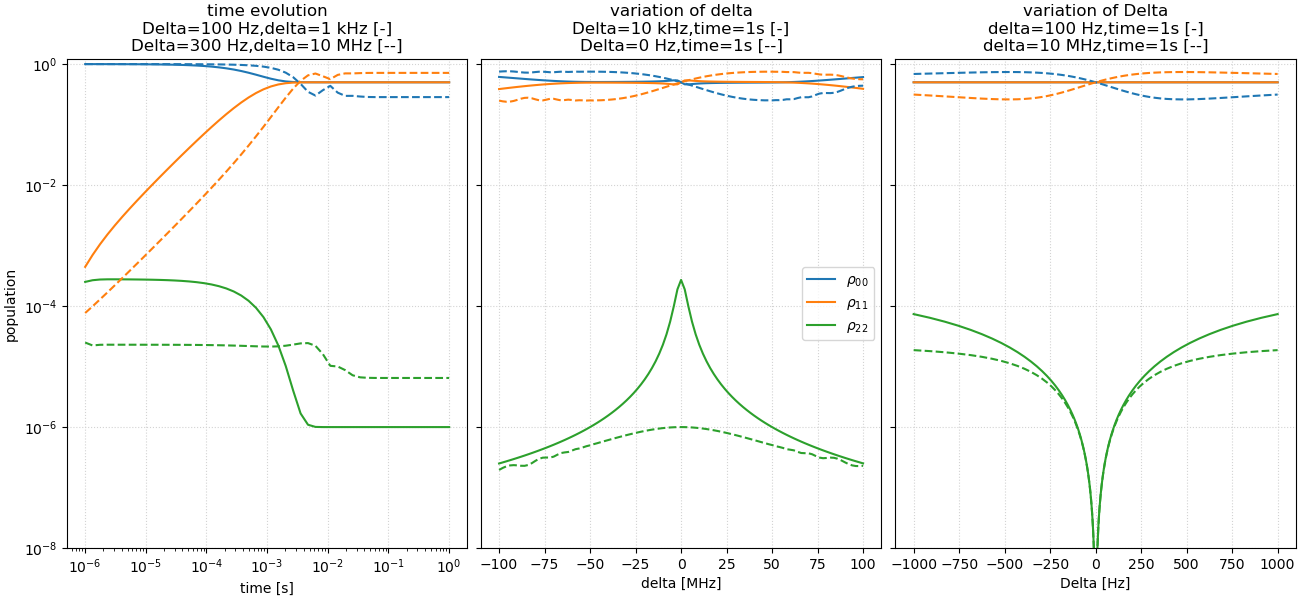 time evolution
Delta=100 Hz,delta=1 kHz [-]
Delta=300 Hz,delta=10 MHz [--]
variation of delta
Delta=10 kHz,time=1s [-]
Delta=0 Hz,time=1s [--]
variation of Delta
delta=100 Hz,time=1s [-]
delta=10 MHz,time=1s [--]
population
10⁰
10⁻²
10⁻⁴
10⁻⁶
10⁻⁸
ρ₀₀
ρ₁₁
ρ₂₂
10⁻⁶ 10⁻⁵ 10⁻⁴ 10⁻³ 10⁻² 10⁻¹ 10⁰
time [s]
−100 −75 −50 −25 0 25 50 75 100
delta [MHz]
−1000 −750 −500 −250 0 250 500 750 1000
Delta [Hz]